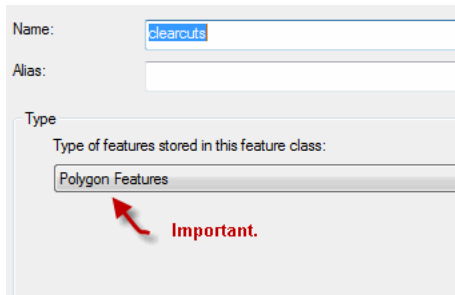 Name:
clearcuts
Alias:
Type
Type of features stored in this feature class:
Polygon Features
Important.